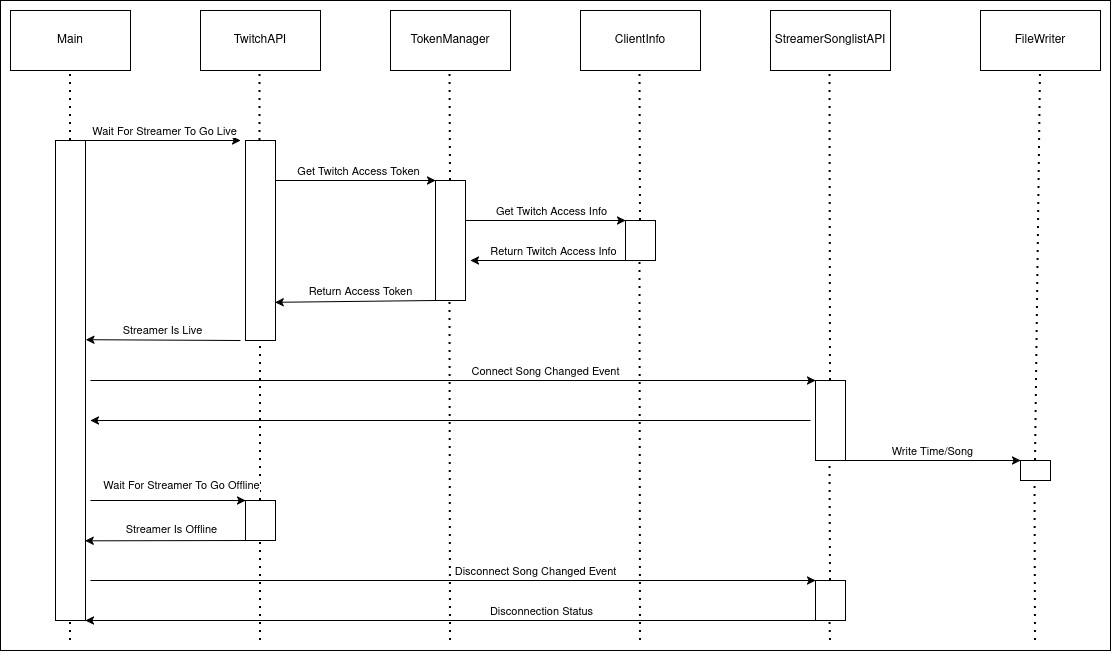 Main
TwitchAPI
TokenManager
ClientInfo
StreamerSonglistAPI
FileWriter
Wait For Streamer To Go Live
Get Twitch Access Token
Get Twitch Access Info
Return Twitch Access Info
Return Access Token
Streamer Is Live
Connect Song Changed Event
Write Time/Song
Wait For Streamer To Go Offline
Streamer Is Offline
Disconnect Song Changed Event
Disconnection Status